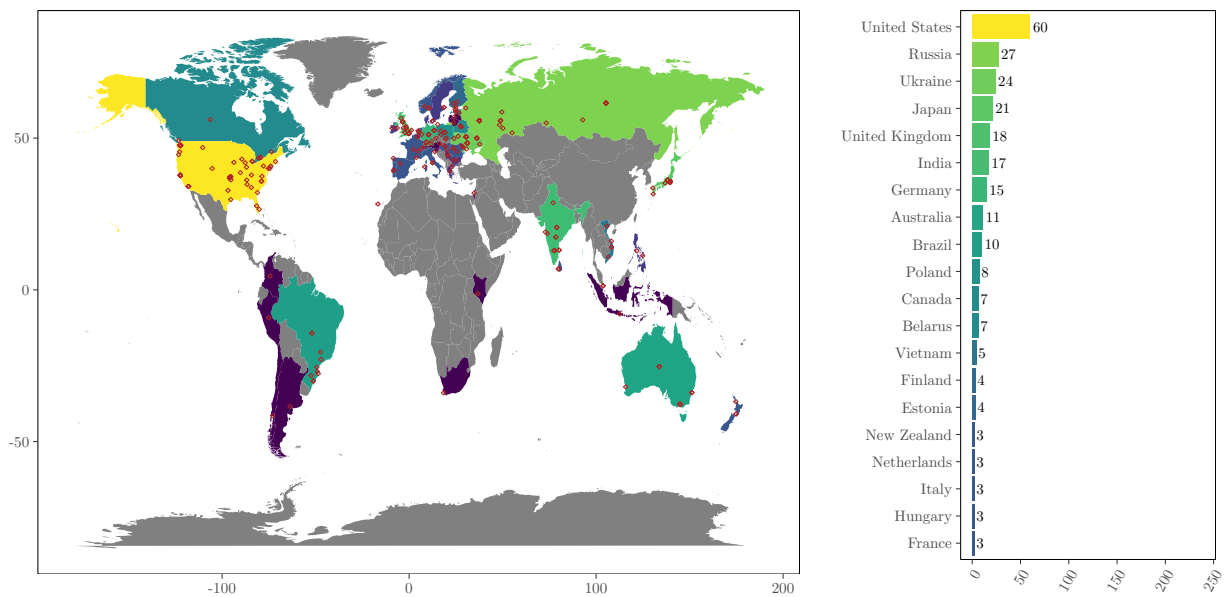 50
0
-50
-100
0
100
200
United States 60
Russia 27
Ukraine 24
Japan 21
United Kingdom 18
India 17
Germany 15
Australia 11
Brazil 10
Poland 8
Canada 7
Belarus 7
Vietnam 5
Finland 4
Estonia 4
New Zealand 3
Netherlands 3
Italy 3
Hungary 3
France 3
0
50
100
150
200
250